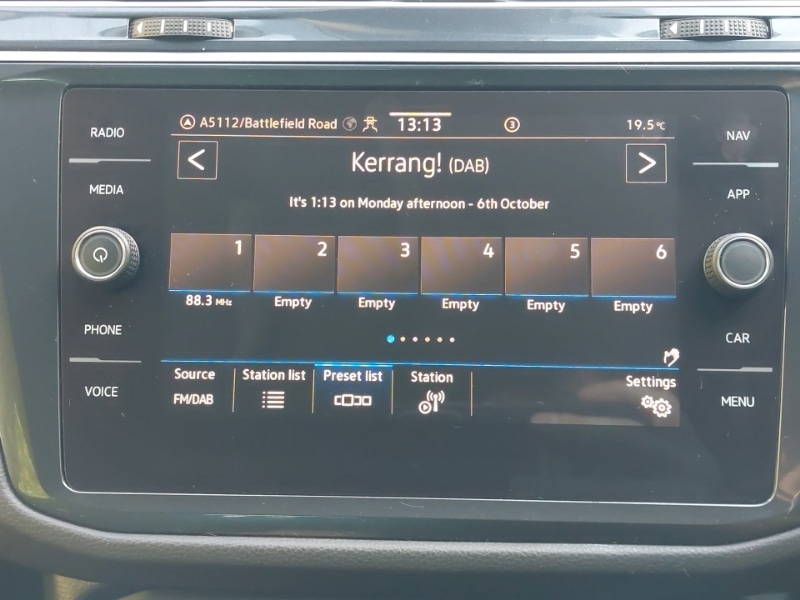 RADIO
MEDIA
PHONE
VOICE
A5112/Battlefield Road 13:13 3 19.5°C
< Kerrang! (DAB) >
It's 1:13 on Monday afternoon - 6th October
1 2 3 4 5 6
88.3 MHz Empty Empty Empty Empty Empty
Source Station list Preset list Station Settings
FM/DAB
NAV
APP
CAR
MENU